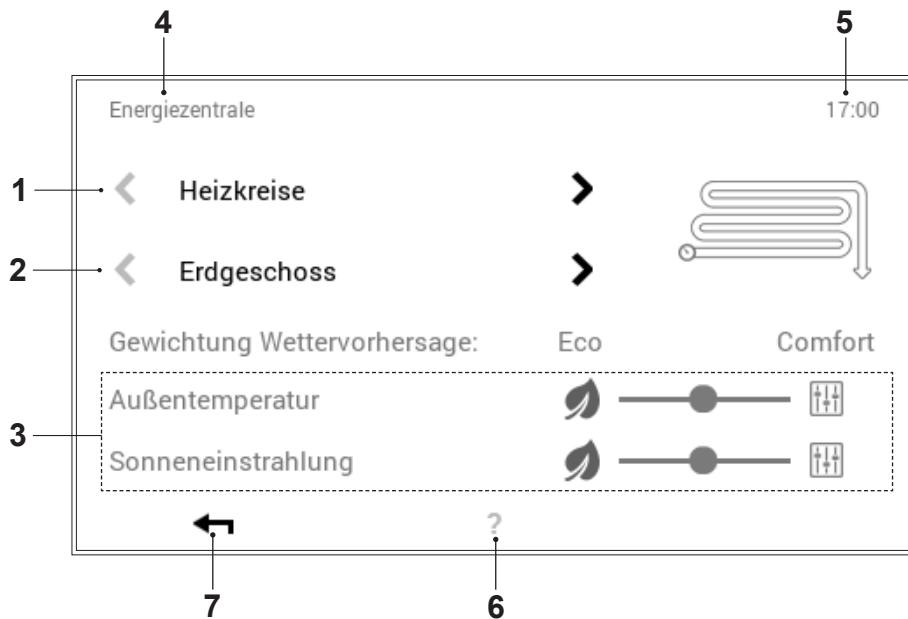 4 5
Energiezentrale 17:00
1 Heizkreise
2 Erdgeschoss
Gewichtung Wettervorhersage: Eco Comfort
Außentemperatur
3
Sonneneinstrahlung
?
7 6